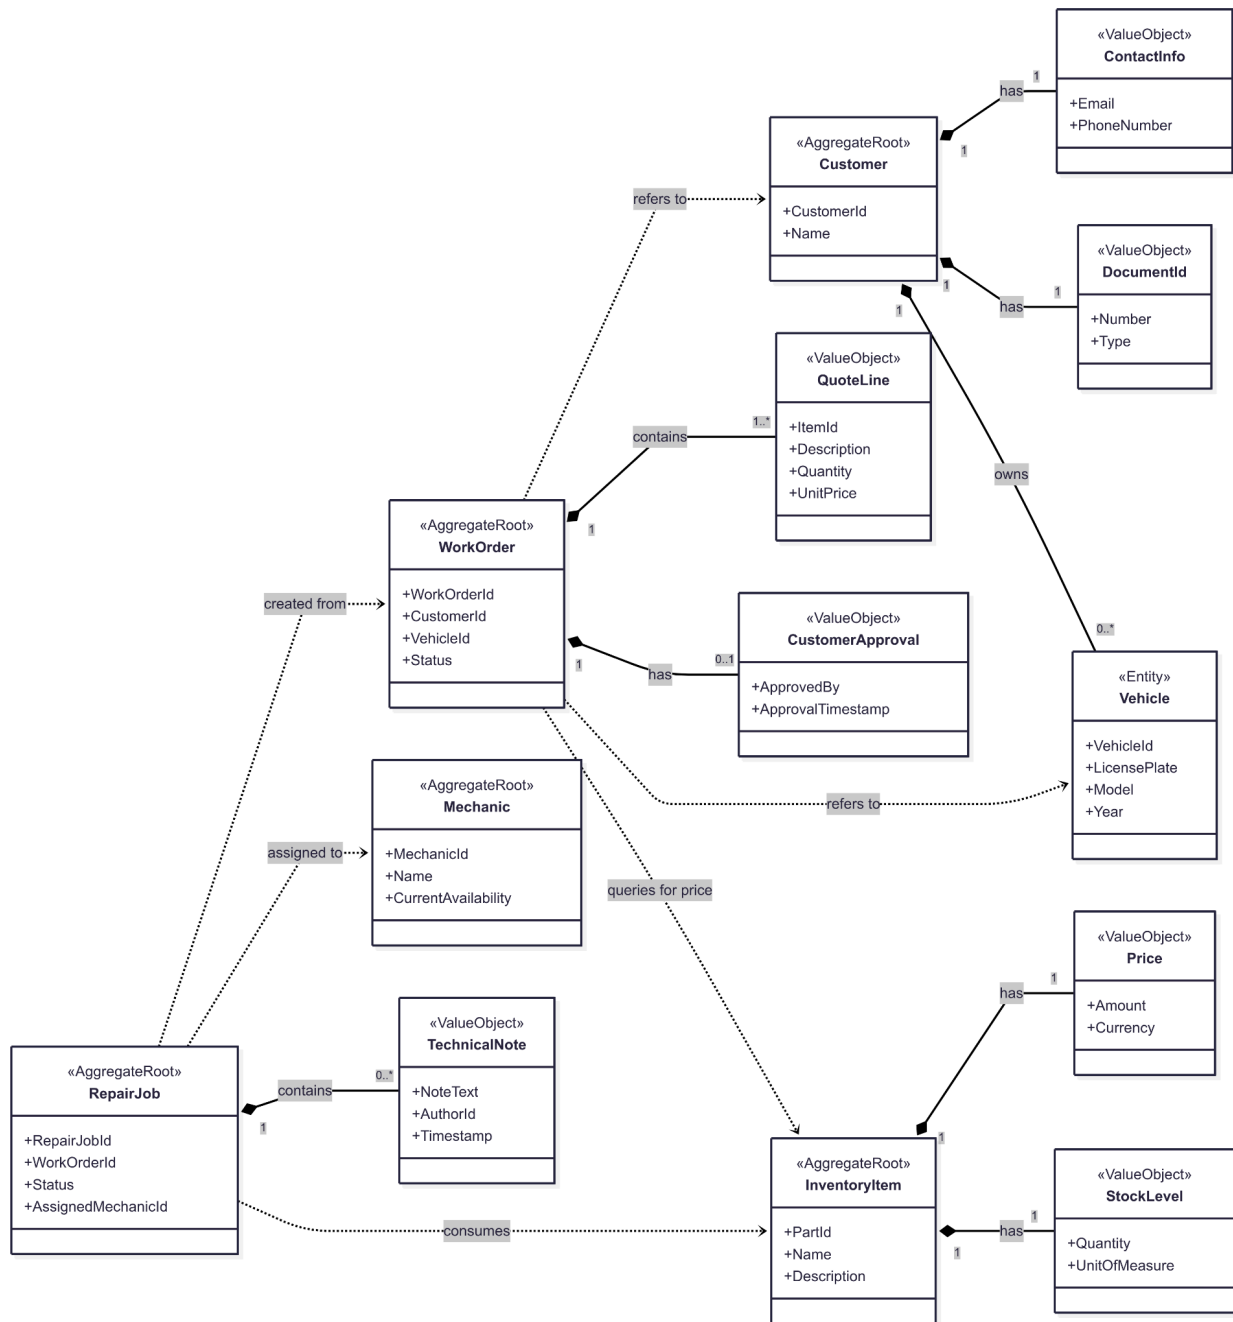 «ValueObject»
ContactInfo
+Email
+PhoneNumber
has
1
1
«AggregateRoot»
Customer
+CustomerId
+Name
refers to
«ValueObject»
DocumentId
+Number
+Type
has
1
1
1
«ValueObject»
QuoteLine
+ItemId
+Description
+Quantity
+UnitPrice
contains
1..*
1
owns
0..*
«AggregateRoot»
WorkOrder
+WorkOrderId
+CustomerId
+VehicleId
+Status
created from
«ValueObject»
CustomerApproval
+ApprovedBy
+ApprovalTimestamp
has
0..1
1
«Entity»
Vehicle
+VehicleId
+LicensePlate
+Model
+Year
refers to
«AggregateRoot»
Mechanic
+MechanicId
+Name
+CurrentAvailability
assigned to
queries for price
«ValueObject»
Price
+Amount
+Currency
has
1
1
«ValueObject»
TechnicalNote
+NoteText
+AuthorId
+Timestamp
contains
0..*
1
«AggregateRoot»
RepairJob
+RepairJobId
+WorkOrderId
+Status
+AssignedMechanicId
consumes
«AggregateRoot»
InventoryItem
+PartId
+Name
+Description
has
1
1
«ValueObject»
StockLevel
+Quantity
+UnitOfMeasure